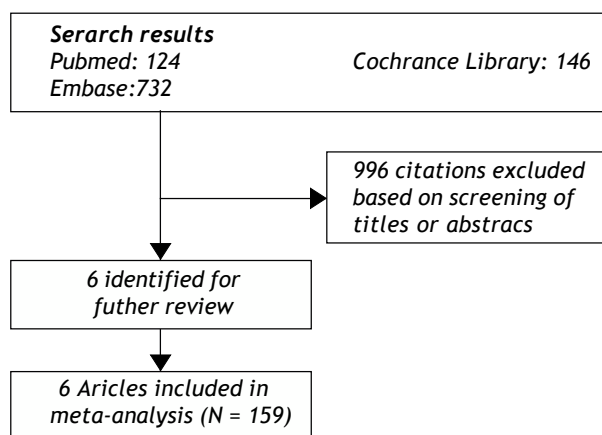 Serarch results
Pubmed: 124 Cochrance Library: 146
Embase:732
996 citations excluded
based on screening of
titles or abstracs
6 identified for
futher review
6 Aricles included in
meta-analysis (N = 159)